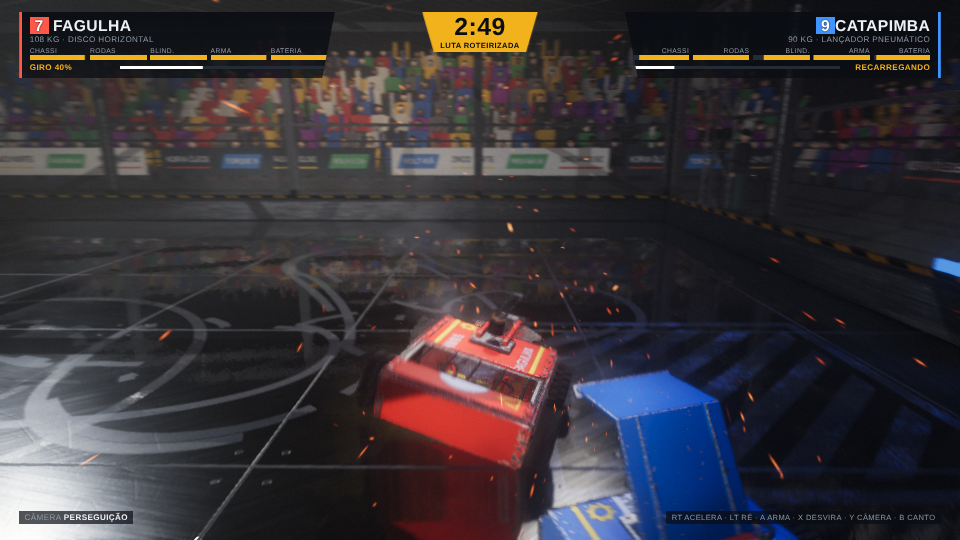 7 FAGULHA
108 KG · DISCO HORIZONTAL
CHASSI RODAS BLIND. ARMA BATERIA
GIRO 40%
2:49
LUTA ROTEIRIZADA
9 CATAPIMBA
90 KG · LANÇADOR PNEUMÁTICO
CHASSI RODAS BLIND. ARMA BATERIA
RECARREGANDO
CÂMERA PERSEGUIÇÃO
RT ACELERA · LT RÉ · A ARMA · X DESVIRA · Y CÂMERA · B CANTO